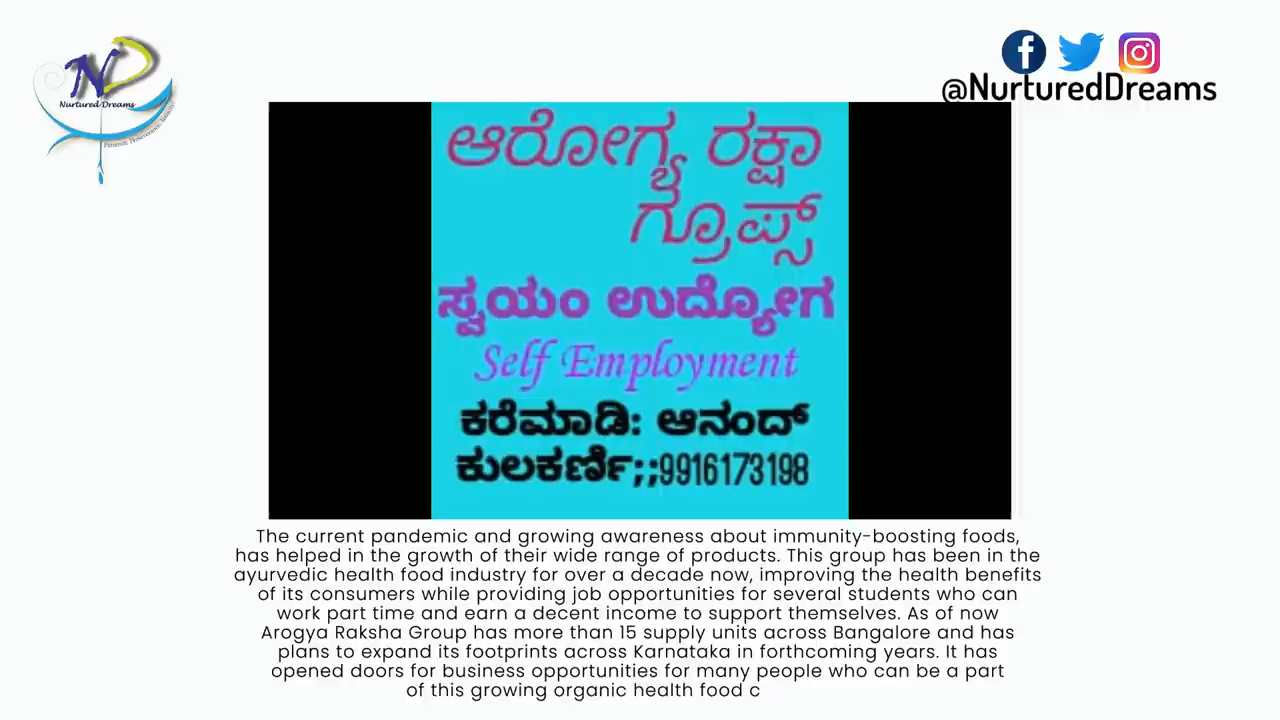 ND
Nurtured Dreams
Patience, Perseverance, Tenacity
@NurturedDreams
ಆರೋಗ್ಯ ರಕ್ಷಾ
ಗ್ರೂಪ್ಸ್
ಸ್ವಯಂ ಉದ್ಯೋಗ
Self Employment
ಕರೆಮಾಡಿ: ಆನಂದ್
ಕುಲಕರ್ಣಿ;;9916173198
The current pandemic and growing awareness about immunity-boosting foods,
has helped in the growth of their wide range of products. This group has been in the
ayurvedic health food industry for over a decade now, improving the health benefits
of its consumers while providing job opportunities for several students who can
work part time and earn a decent income to support themselves. As of now
Arogya Raksha Group has more than 15 supply units across Bangalore and has
plans to expand its footprints across Karnataka in forthcoming years. It has
opened doors for business opportunities for many people who can be a part
of this growing organic health food c